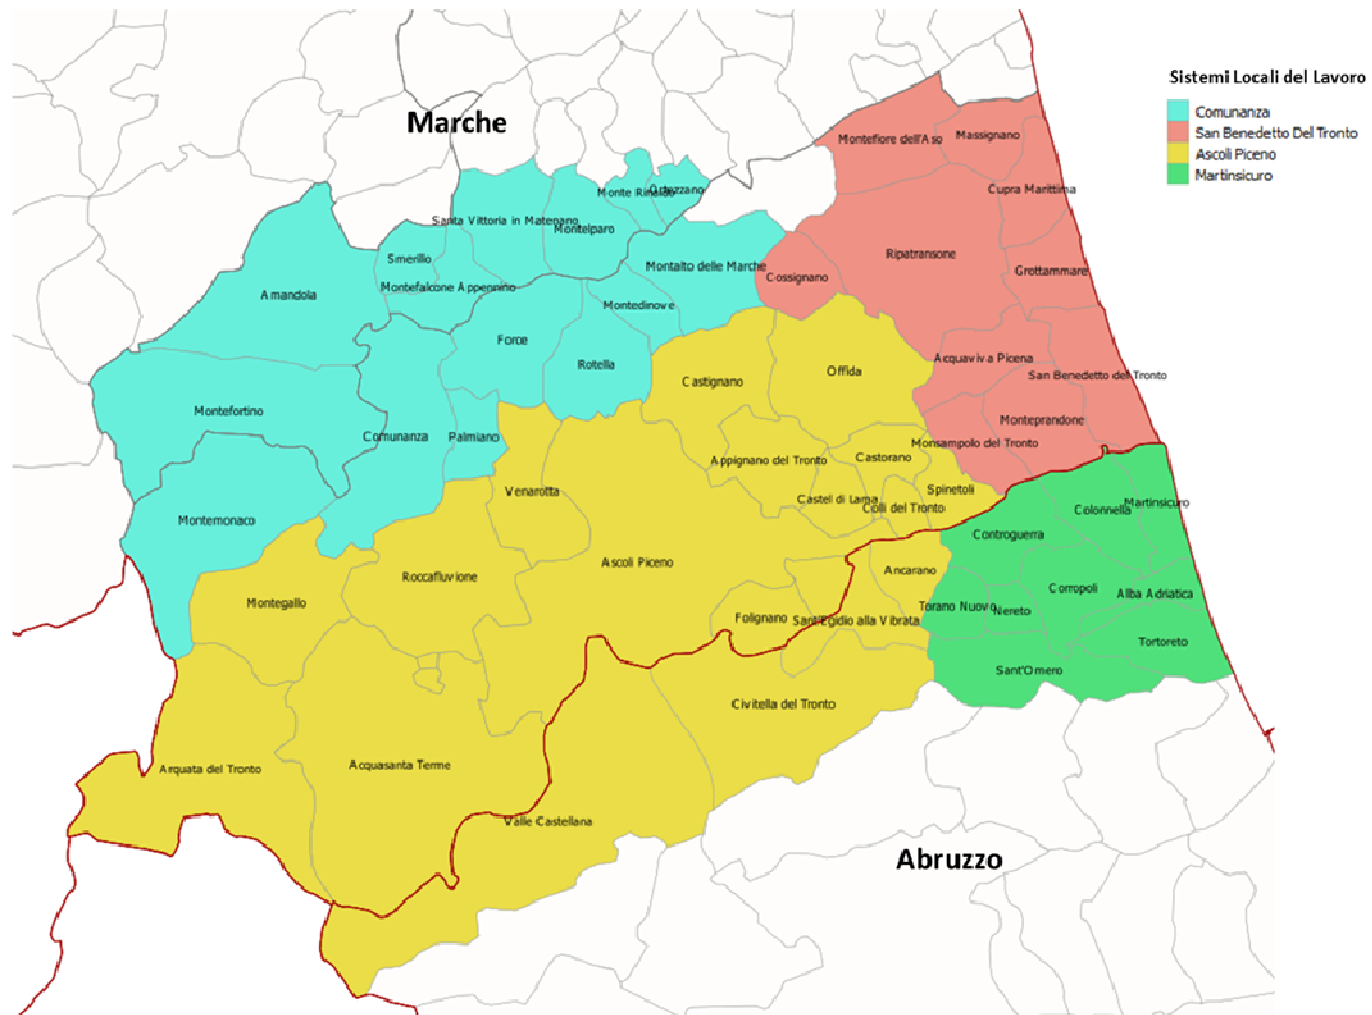 Sistemi Locali del Lavoro
Comunanza
San Benedetto Del Tronto
Ascoli Piceno
Martinsicuro
Marche
Montefiore dell'Aso
Massignano
Cupra Marittima
Monte Rinaldo
Ortezzano
Santa Vittoria in Matenano
Montelparo
Smerillo
Ripatransone
Montalto delle Marche
Cossignano
Grottammare
Amandola
Montefalcone Appennino
Montedinove
Force
Rotella
Acquaviva Picena
Castignano
Offida
San Benedetto del Tronto
Montefortino
Comunanza
Palmiano
Monteprandone
Monsampolo del Tronto
Appignano del Tronto
Castorano
Venarotta
Spinetoli
Castel di Lama
Colli del Tronto
Martinsicuro
Colonnella
Montemonaco
Controguerra
Ascoli Piceno
Roccafluvione
Ancarano
Corropoli
Alba Adriatica
Montegallo
Torano Nuovo
Nereto
Folignano
Sant'Egidio alla Vibrata
Tortoreto
Sant'Omero
Civitella del Tronto
Arquata del Tronto
Acquasanta Terme
Valle Castellana
Abruzzo